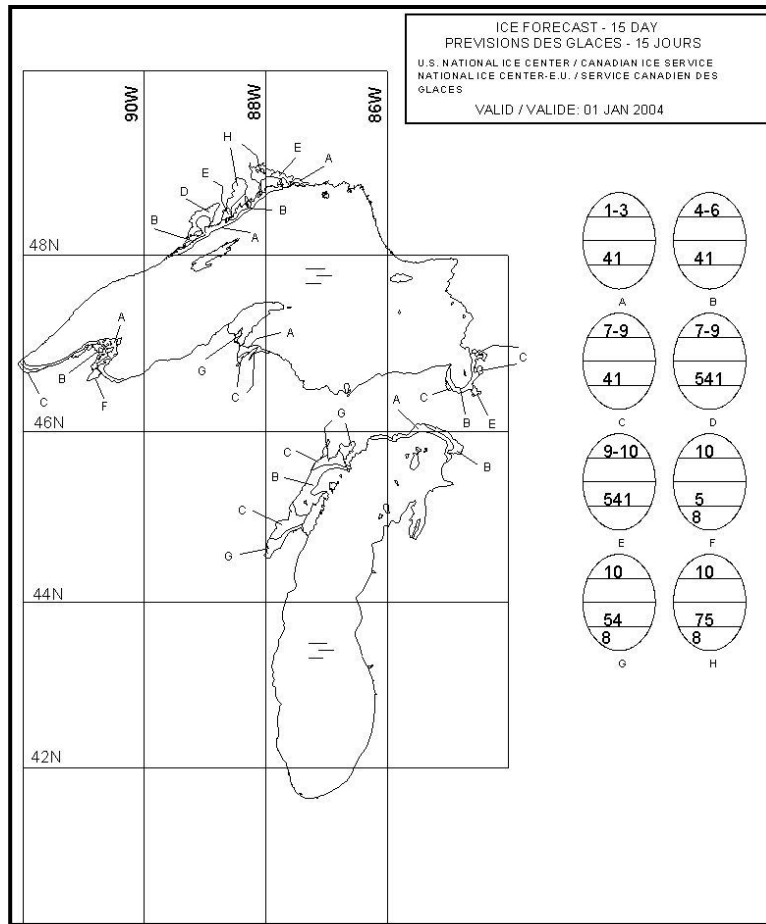 ICE FORECAST - 15 DAY
PREVISIONS DES GLACES - 15 JOURS
U.S. NATIONAL ICE CENTER / CANADIAN ICE SERVICE
NATIONAL ICE CENTER-E.U. / SERVICE CANADIEN DES
GLACES
VALID / VALIDE: 01 JAN 2004
90W
88W
86W
H
E
A
E
D
B
B
A
48N
A
B
C
F
A
G
C
C
C
B
E
46N
A
G
C
B
B
C
G
44N
42N
1-3
41
A
4-6
41
B
7-9
41
C
7-9
541
D
9-10
541
E
10
5
8
F
10
54
8
G
10
75
8
H